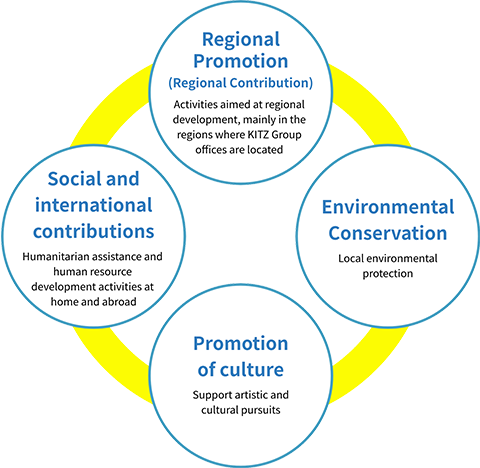 Regional
Promotion
(Regional Contribution)
Activities aimed at regional
development, mainly in the
regions where KITZ Group
offices are located
Social and
international
contributions
Humanitarian assistance and
human resource
development activities at
home and abroad
Environmental
Conservation
Local environmental
protection
Promotion
of culture
Support artistic and
cultural pursuits